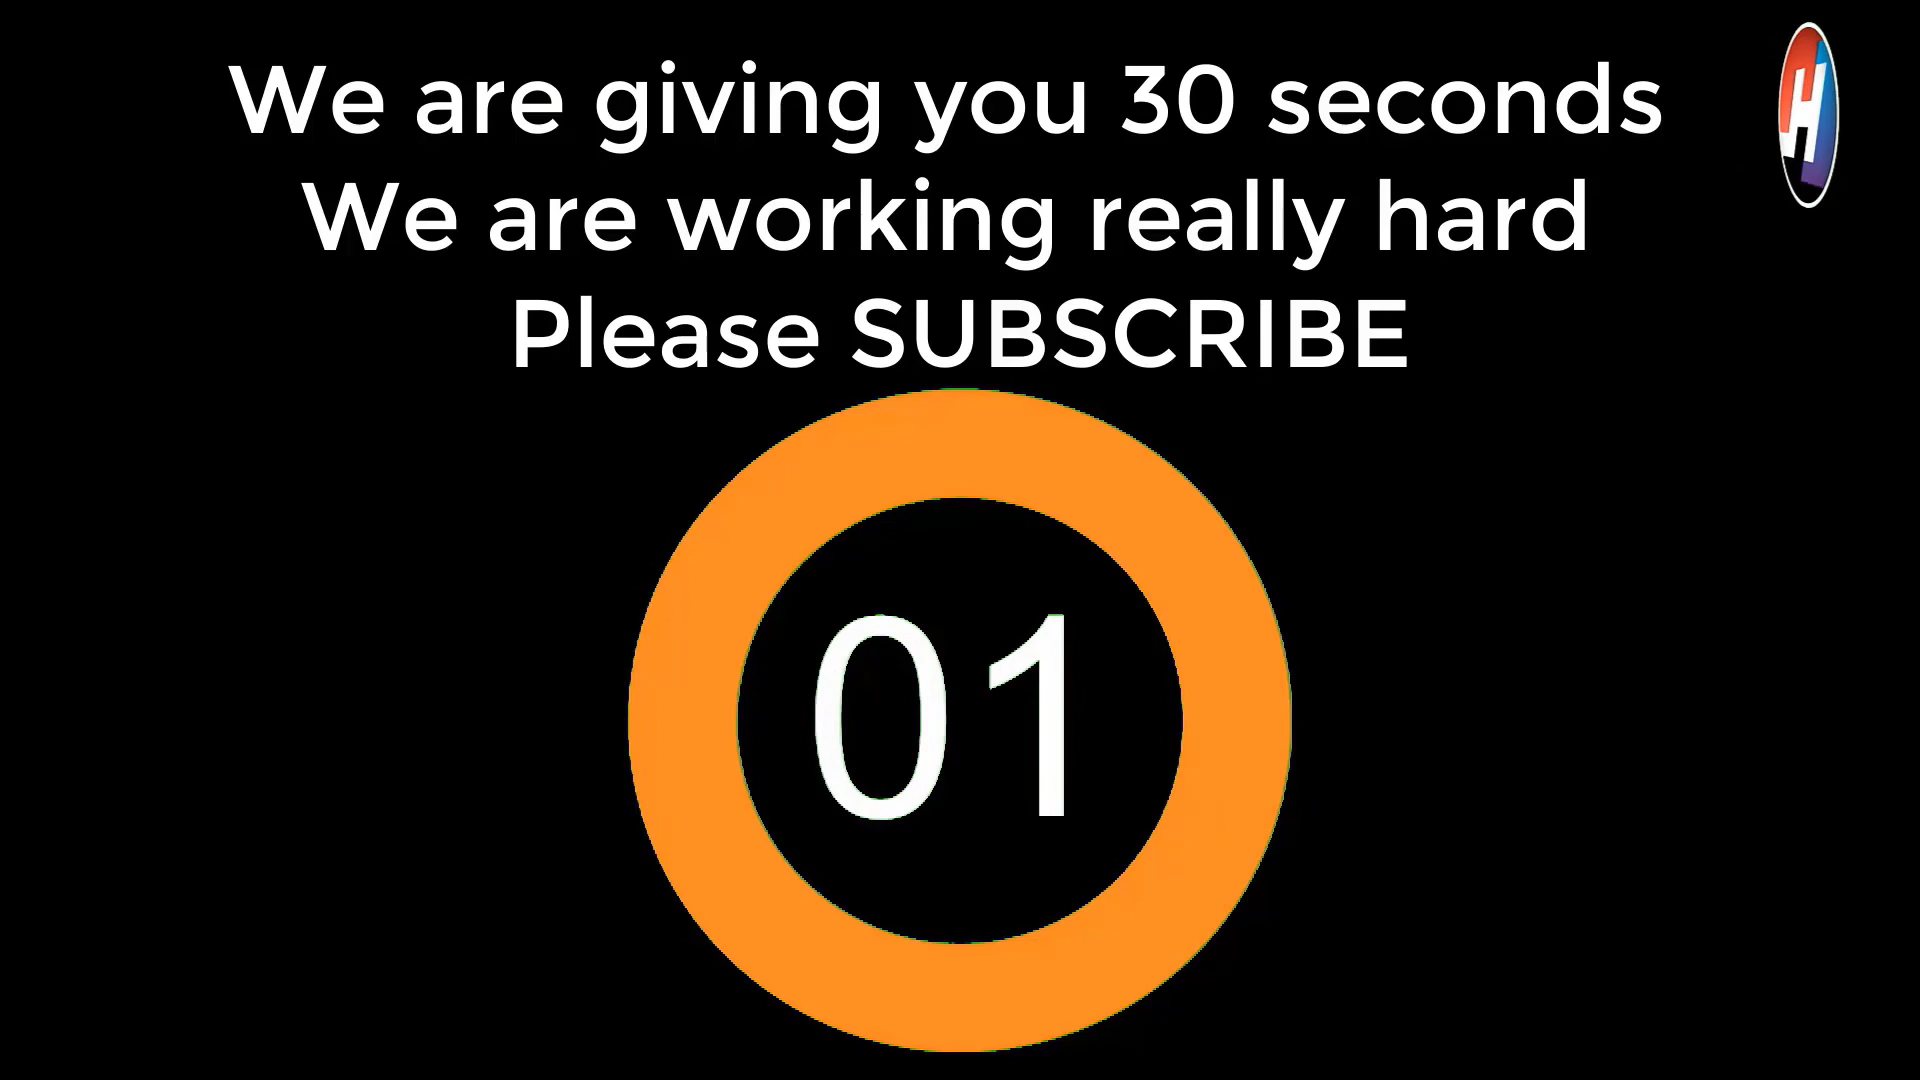 We are giving you 30 seconds
H
We are working really hard
Please SUBSCRIBE
01